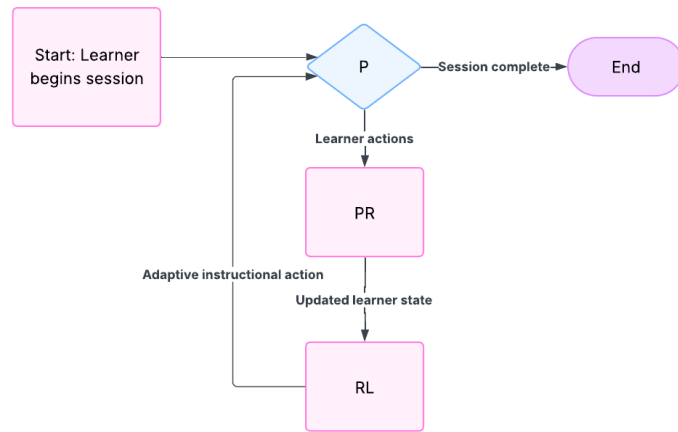 Start: Learner
begins session
P
Session complete
End
Learner actions
PR
Adaptive instructional action
Updated learner state
RL